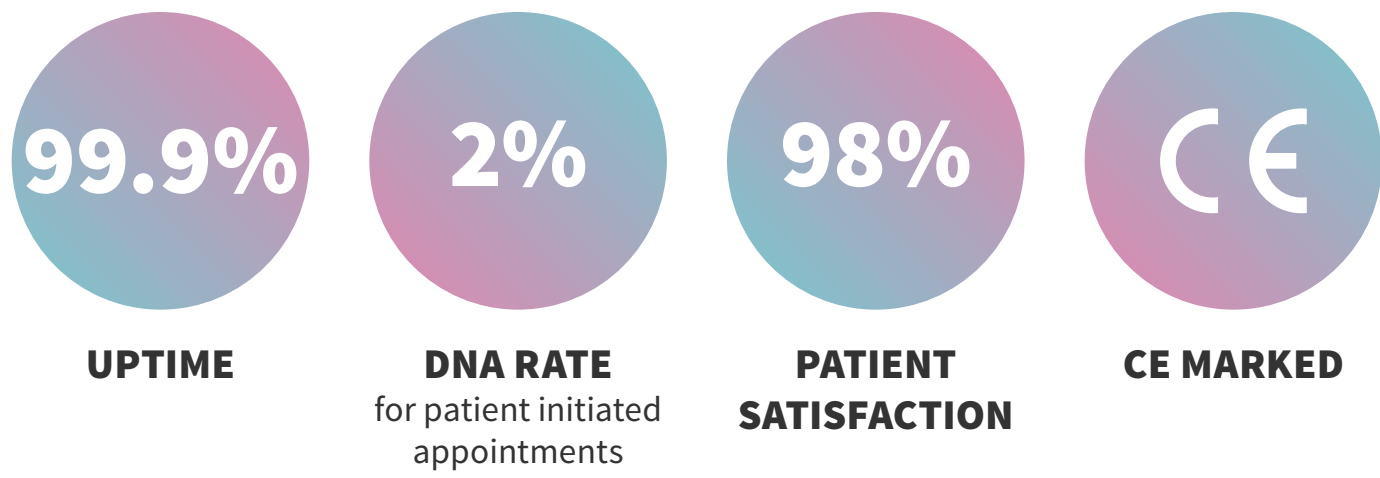 99.9%
2%
98%
CE
UPTIME
DNA RATE
for patient initiated
appointments
PATIENT
SATISFACTION
CE MARKED